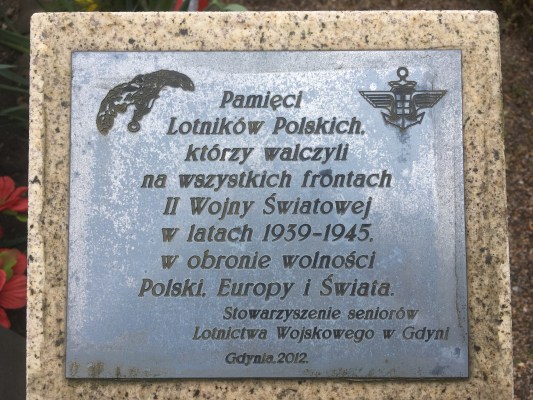 Pamięci
Lotników Polskich,
którzy walczyli
na wszystkich frontach
II Wojny Światowej
w latach 1939-1945,
w obronie wolności
Polski, Europy i Świata.
Stowarzyszenie seniorów
Lotnictwa Wojskowego w Gdyni
Gdynia.2012.